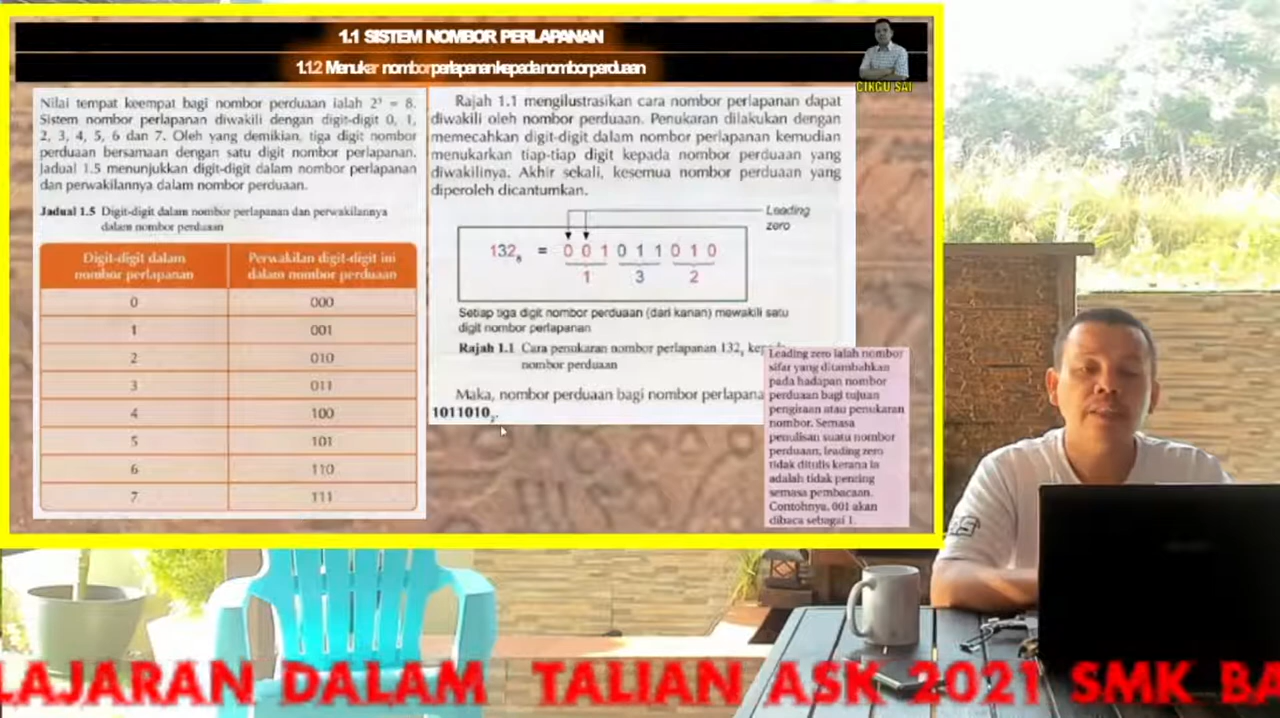 1.1 SISTEM NOMBOR PERLAPANAN
1.1.2 Menukar nombor perlapanan kepada nombor perduaan
CIKGU SAI
Nilai tempat keempat bagi nombor perduaan ialah 2³ = 8.
Sistem nombor perlapanan diwakili dengan digit-digit 0, 1,
2, 3, 4, 5, 6 dan 7. Oleh yang demikian, tiga digit nombor
perduaan bersamaan dengan satu digit nombor perlapanan.
Jadual 1.5 menunjukkan digit-digit dalam nombor perlapanan
dan perwakilannya dalam nombor perduaan.
Jadual 1.5 Digit-digit dalam nombor perlapanan dan perwakilannya
dalam nombor perduaan
Digit-digit dalam nombor perlapanan
Perwakilan digit-digit ini dalam nombor perduaan
0 000
1 001
2 010
3 011
4 100
5 101
6 110
7 111
Rajah 1.1 mengilustrasikan cara nombor perlapanan dapat
diwakili oleh nombor perduaan. Penukaran dilakukan dengan
memecahkan digit-digit dalam nombor perlapanan kemudian
menukarkan tiap-tiap digit kepada nombor perduaan yang
diwakilinya. Akhir sekali, kesemua nombor perduaan yang
diperoleh dicantumkan.
Leading
zero
132₈ = 0 0 1 0 1 1 0 1 0
1 3 2
Setiap tiga digit nombor perduaan (dari kanan) mewakili satu
digit nombor perlapanan
Rajah 1.1 Cara penukaran nombor perlapanan 132₈
nombor perduaan
Maka, nombor perduaan bagi nombor perlapana
1011010₂.
Leading zero ialah nombor
sifar yang ditambahkan
pada hadapan nombor
perduaan bagi tujuan
pengiraan atau penukaran
nombor. Semasa
penulisan suatu nombor
perduaan, leading zero
tidak ditulis kerana ia
adalah tidak penting
semasa pembacaan.
Contohnya, 001 akan
dibaca sebagai 1.
LAJARAN DALAM TALIAN ASK 2021 SMK BA